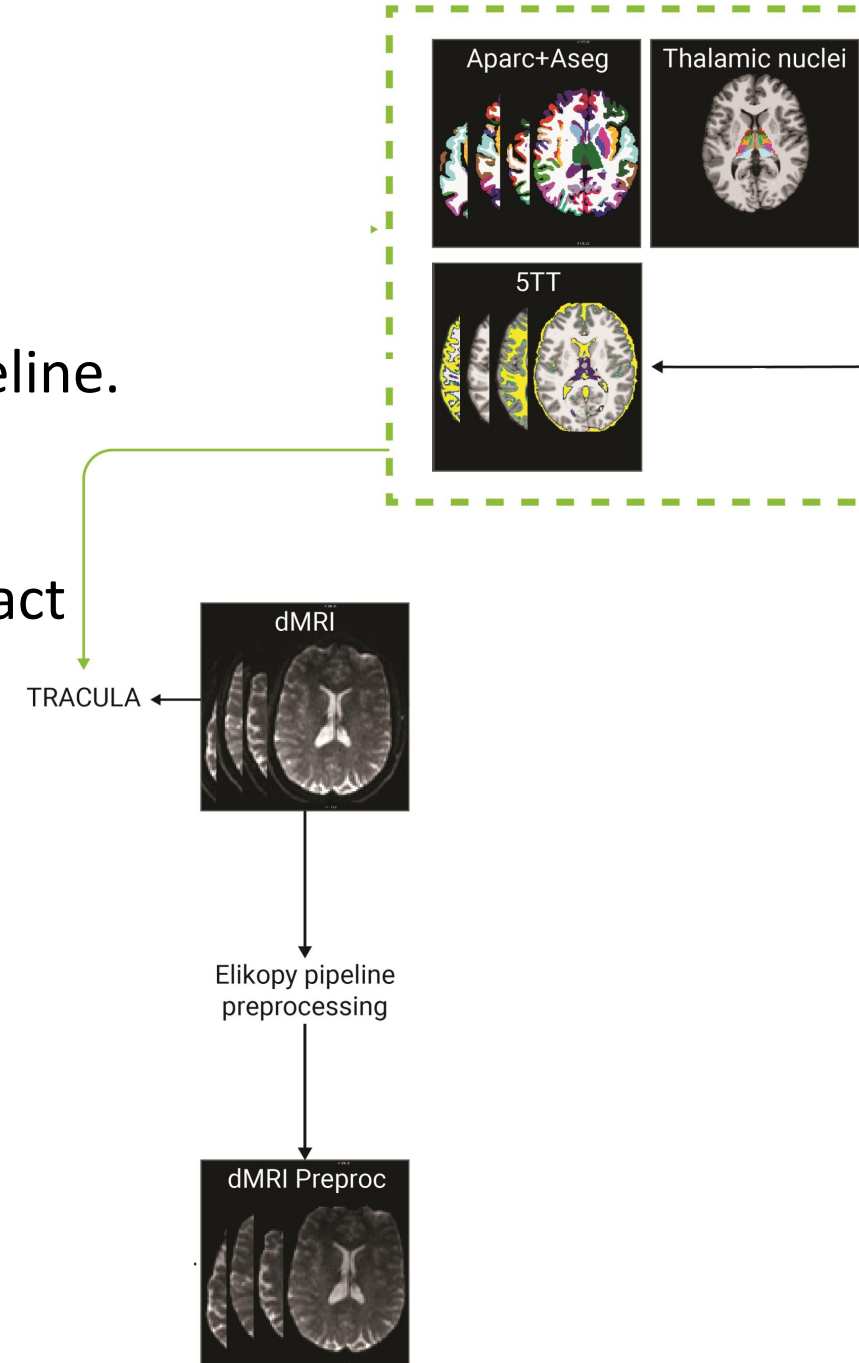 Aparc+Aseg
Thalamic nuclei
5TT
eline.
act
dMRI
TRACULA
Elikopy pipeline
preprocessing
dMRI Preproc